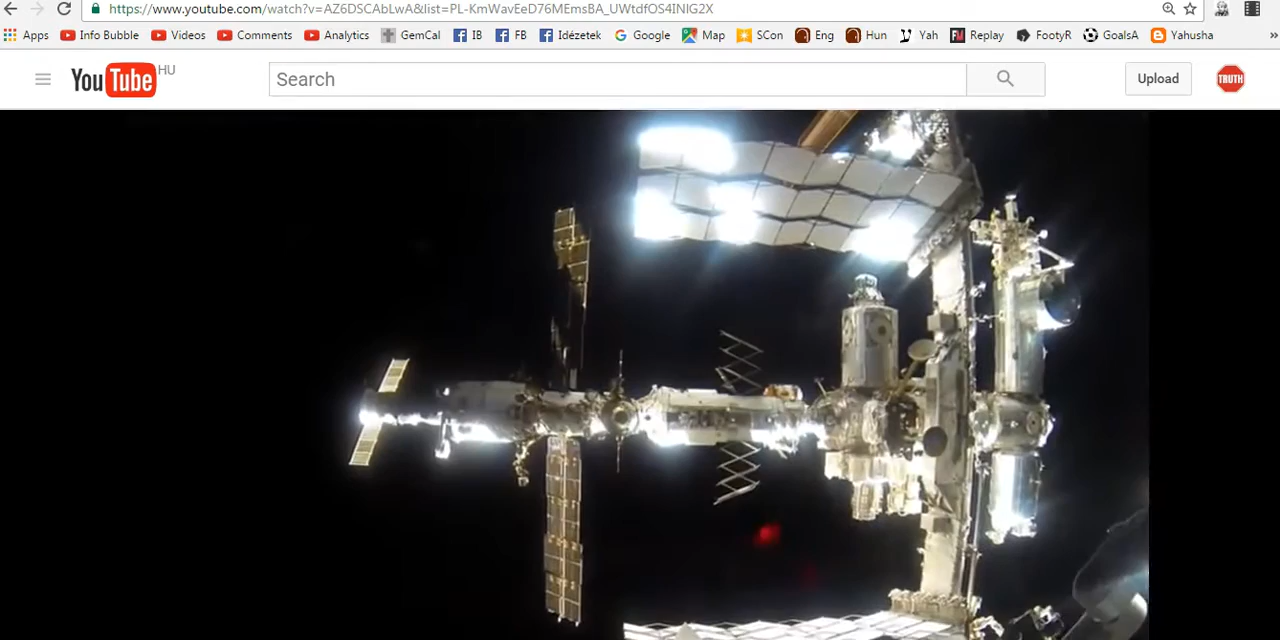 https://www.youtube.com/watch?v=AZ6DSCAbLwA&list=PL-KmWavEeD76MEmsBA_UWtdfOS4INIG2X
Apps Info Bubble Videos Comments Analytics GemCal IB FB Idézetek Google Map SCon Eng Hun Yah Replay FootyR GoalsA Yahusha »
YouTube HU Search Upload TRUTH